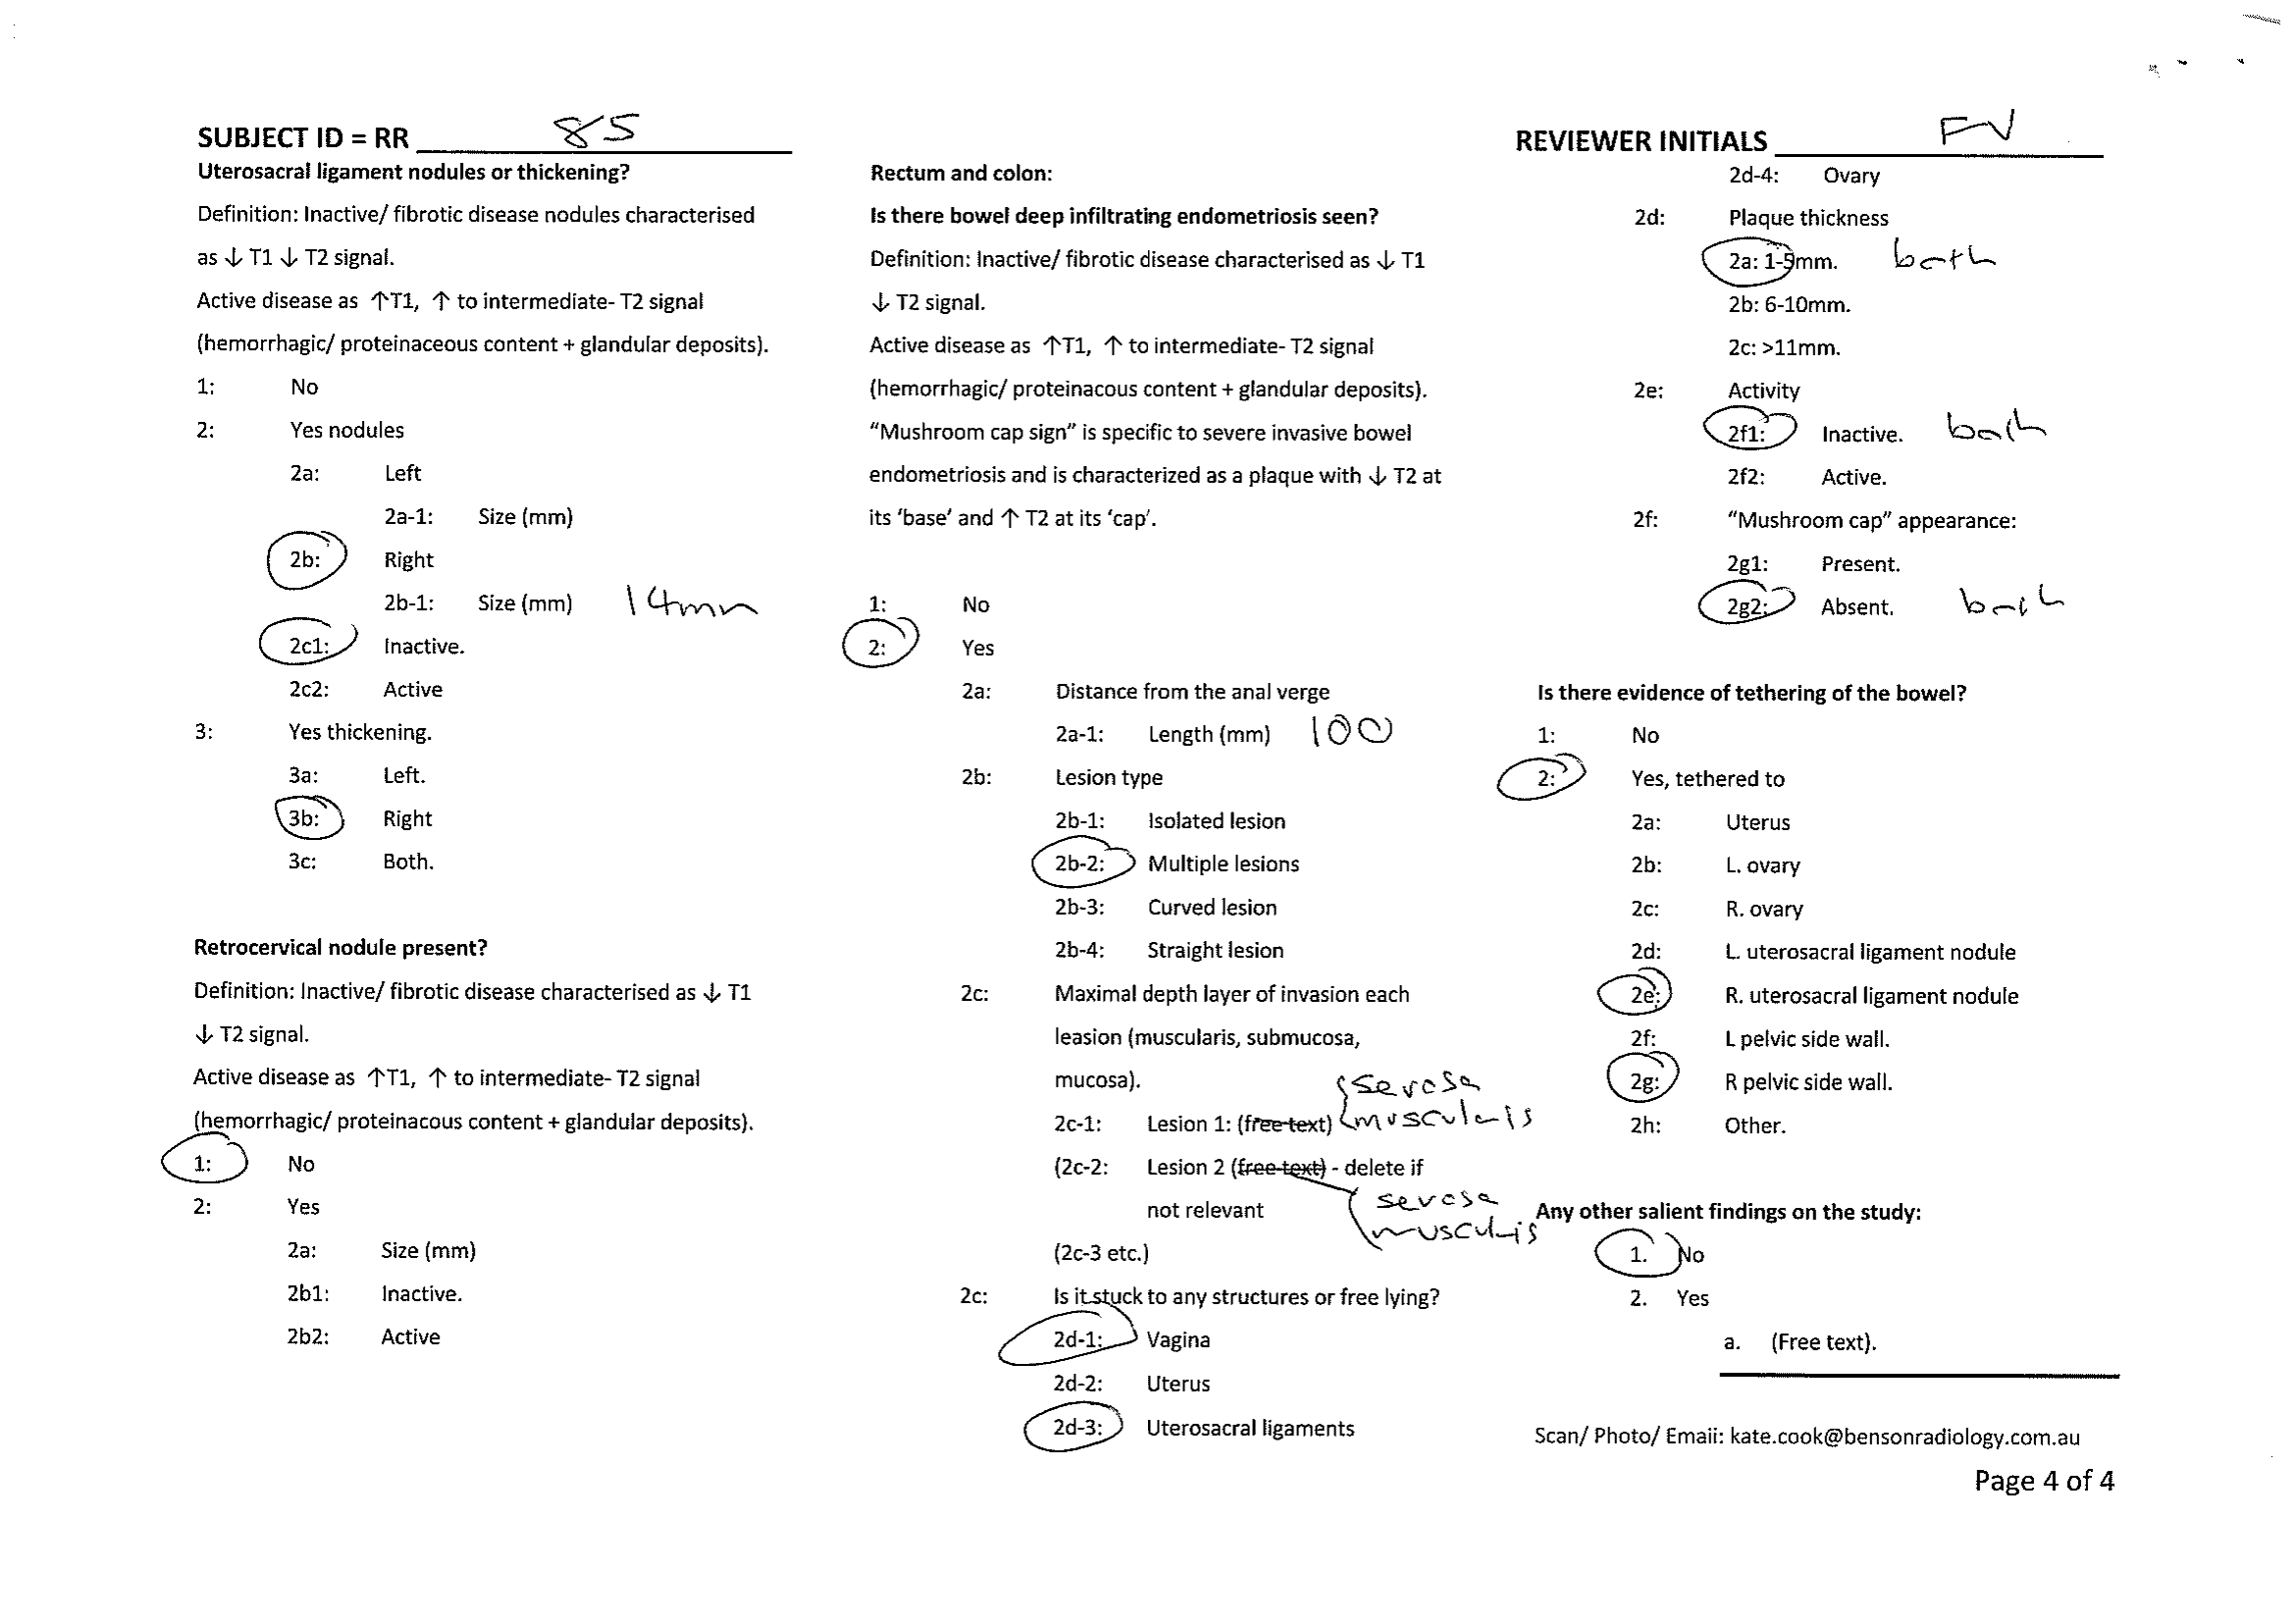 SUBJECT ID = RR 85
REVIEWER INITIALS FN
Uterosacral ligament nodules or thickening?
Definition: Inactive/ fibrotic disease nodules characterised
as ↓ T1 ↓ T2 signal.
Active disease as ↑T1, ↑ to intermediate- T2 signal
(hemorrhagic/ proteinaceous content + glandular deposits).
1: No
2: Yes nodules
2a: Left
2a-1: Size (mm)
2b: Right
2b-1: Size (mm) 14mm
2c1: Inactive.
2c2: Active
3: Yes thickening.
3a: Left.
3b: Right
3c: Both.
Retrocervical nodule present?
Definition: Inactive/ fibrotic disease characterised as ↓ T1
↓ T2 signal.
Active disease as ↑T1, ↑ to intermediate- T2 signal
(hemorrhagic/ proteinacous content + glandular deposits).
1: No
2: Yes
2a: Size (mm)
2b1: Inactive.
2b2: Active
Rectum and colon:
Is there bowel deep infiltrating endometriosis seen?
Definition: Inactive/ fibrotic disease characterised as ↓ T1
↓ T2 signal.
Active disease as ↑T1, ↑ to intermediate- T2 signal
(hemorrhagic/ proteinacous content + glandular deposits).
“Mushroom cap sign” is specific to severe invasive bowel
endometriosis and is characterized as a plaque with ↓ T2 at
its ‘base’ and ↑ T2 at its ‘cap’.
1: No
2: Yes
2a: Distance from the anal verge
2a-1: Length (mm) 100
2b: Lesion type
2b-1: Isolated lesion
2b-2: Multiple lesions
2b-3: Curved lesion
2b-4: Straight lesion
2c: Maximal depth layer of invasion each
leasion (muscularis, submucosa,
mucosa).
serosa
2c-1: Lesion 1: (free text) muscularis
(2c-2: Lesion 2 (free text) - delete if
serosa
not relevant
muscularis
(2c-3 etc.)
2c: Is it stuck to any structures or free lying?
2d-1: Vagina
2d-2: Uterus
2d-3: Uterosacral ligaments
2d-4: Ovary
2d: Plaque thickness
2a: 1-5mm. both
2b: 6-10mm.
2c: >11mm.
2e: Activity
2f1: Inactive. both
2f2: Active.
2f: “Mushroom cap” appearance:
2g1: Present.
2g2: Absent. both
Is there evidence of tethering of the bowel?
1: No
2: Yes, tethered to
2a: Uterus
2b: L. ovary
2c: R. ovary
2d: L. uterosacral ligament nodule
2e: R. uterosacral ligament nodule
2f: L pelvic side wall.
2g: R pelvic side wall.
2h: Other.
Any other salient findings on the study:
1. No
2. Yes
a. (Free text).
Scan/ Photo/ Email: kate.cook@bensonradiology.com.au
Page 4 of 4